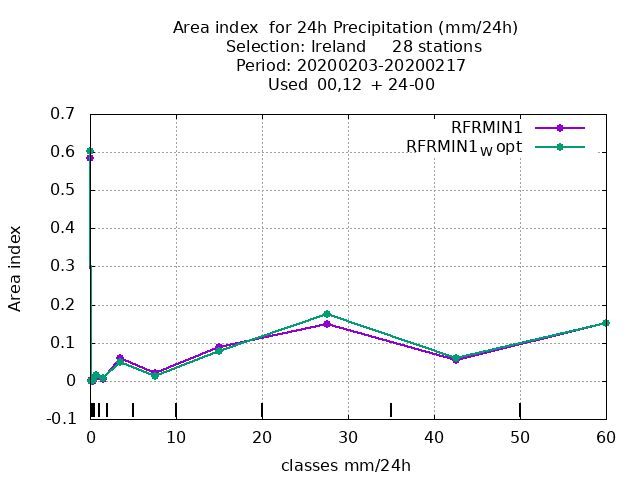 Area index  for 24h Precipitation (mm/24h)
Selection: Ireland     28 stations
Period: 20200203-20200217
Used  00,12  + 24-00
RFRMIN1
RFRMIN1W opt
0.7
0.6
0.5
0.4
0.3
0.2
0.1
0
-0.1
Area index
0 10 20 30 40 50 60
classes mm/24h